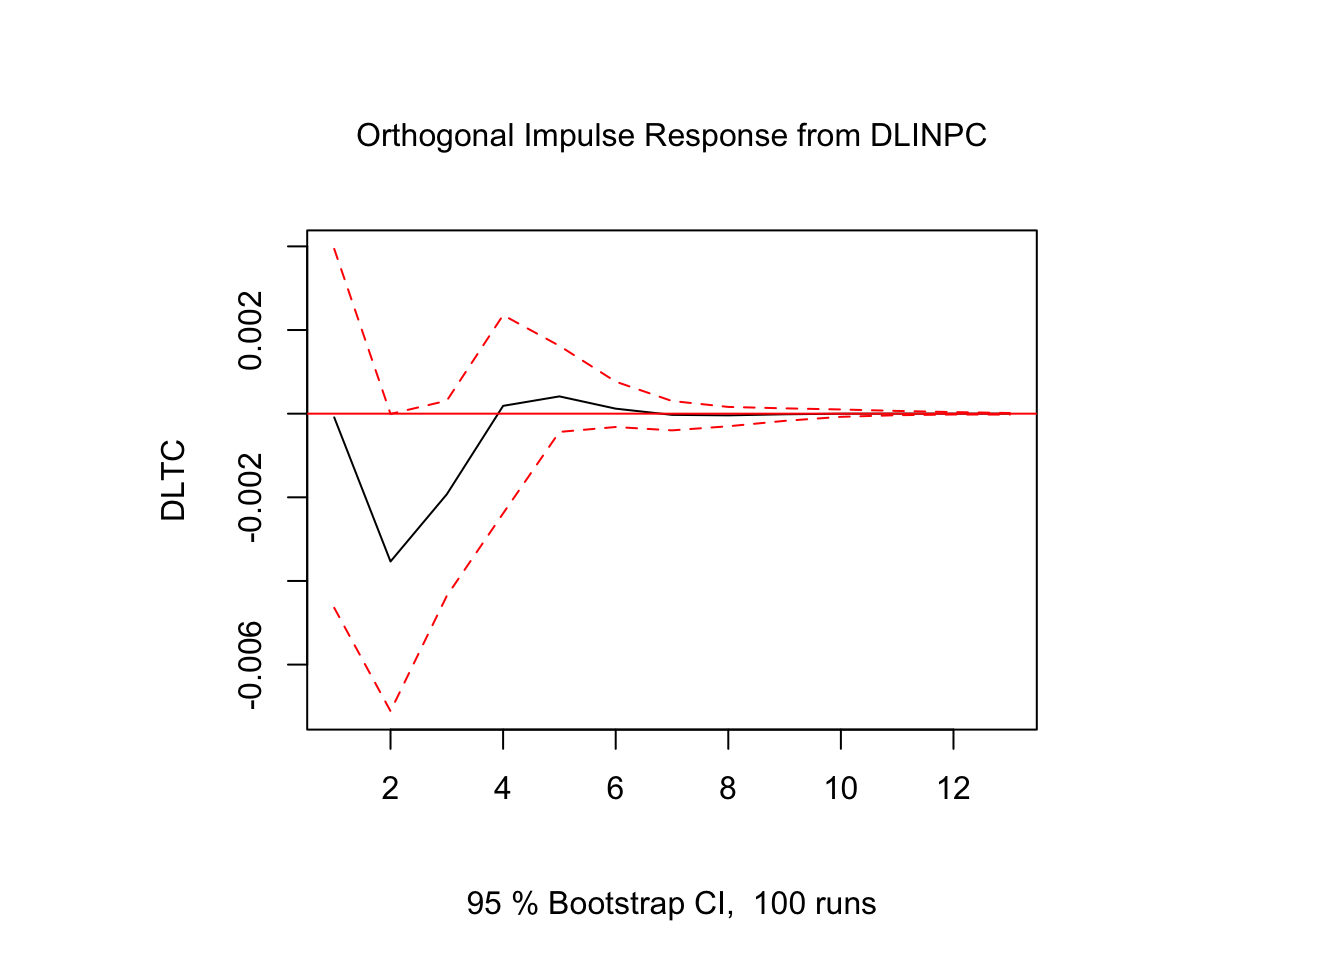 Orthogonal Impulse Response from DLINPC
DLTC
0.002
-0.002
-0.006
2 4 6 8 10 12
95 % Bootstrap CI,  100 runs